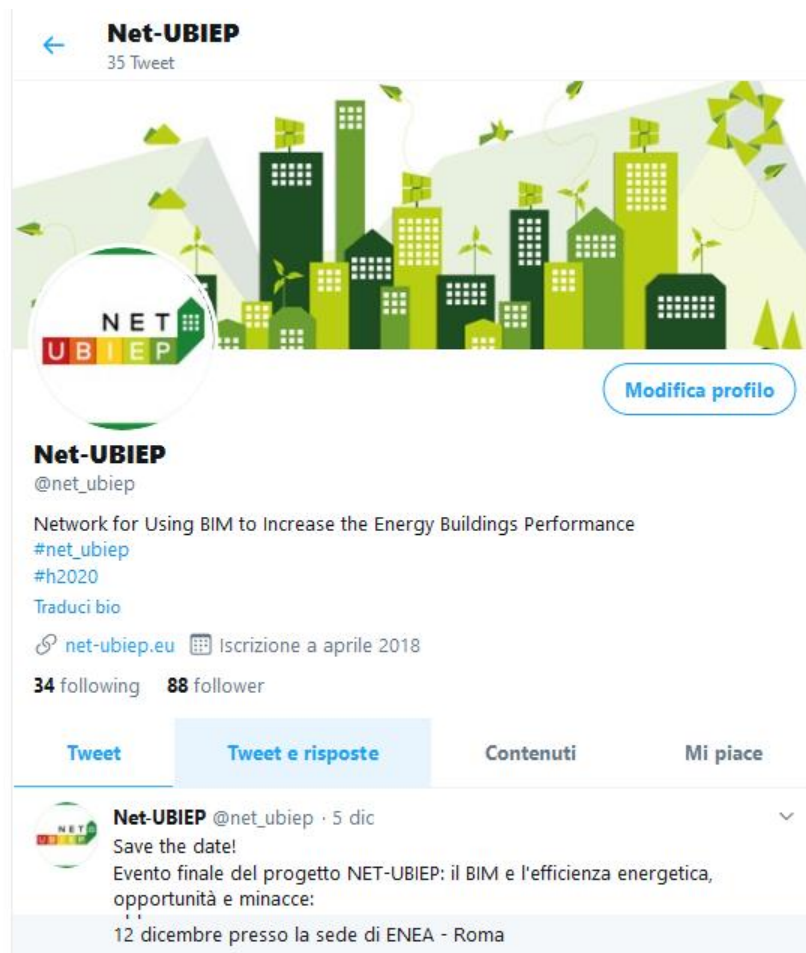 Net-UBIEP
35 Tweet
NET
UBIEP
Modifica profilo
Net-UBIEP
@net_ubiep
Network for Using BIM to Increase the Energy Buildings Performance
#net_ubiep
#h2020
Traduci bio
net-ubiep.eu Iscrizione a aprile 2018
34 following 88 follower
Tweet Tweet e risposte Contenuti Mi piace
NET
UBIEP
Net-UBIEP @net_ubiep · 5 dic
Save the date!
Evento finale del progetto NET-UBIEP: il BIM e l'efficienza energetica,
opportunità e minacce:
12 dicembre presso la sede di ENEA - Roma